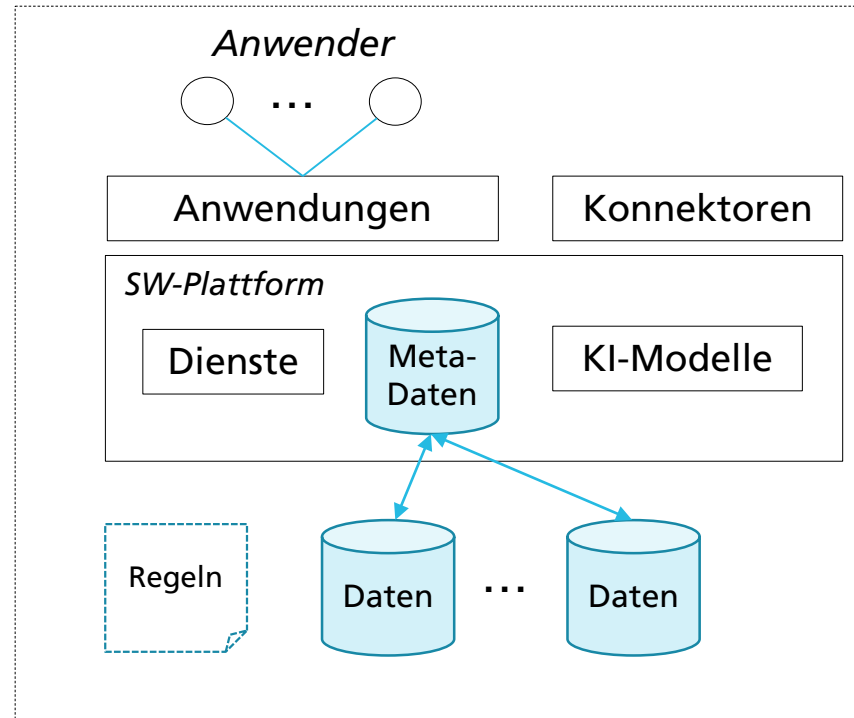 Anwender
...
Anwendungen
Konnektoren
SW-Plattform
Dienste
Meta-
Daten
KI-Modelle
Regeln
Daten
...
Daten